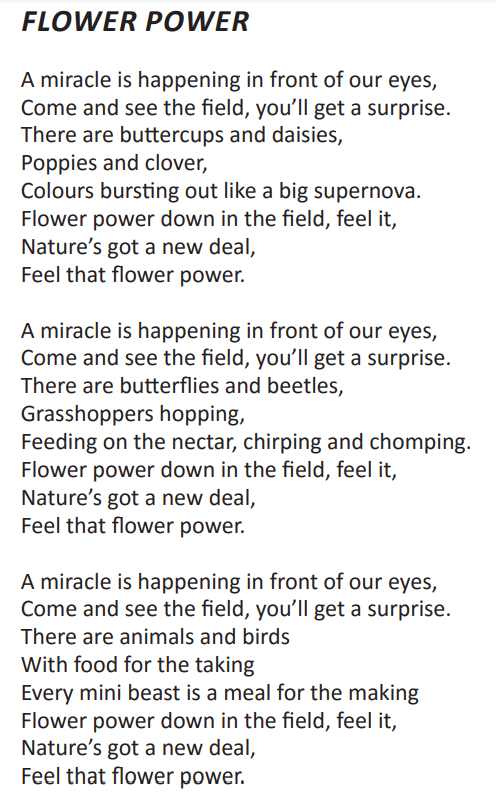 FLOWER POWER
A miracle is happening in front of our eyes,
Come and see the field, you’ll get a surprise.
There are buttercups and daisies,
Poppies and clover,
Colours bursting out like a big supernova.
Flower power down in the field, feel it,
Nature’s got a new deal,
Feel that flower power.
A miracle is happening in front of our eyes,
Come and see the field, you’ll get a surprise.
There are butterflies and beetles,
Grasshoppers hopping,
Feeding on the nectar, chirping and chomping.
Flower power down in the field, feel it,
Nature’s got a new deal,
Feel that flower power.
A miracle is happening in front of our eyes,
Come and see the field, you’ll get a surprise.
There are animals and birds
With food for the taking
Every mini beast is a meal for the making
Flower power down in the field, feel it,
Nature’s got a new deal,
Feel that flower power.